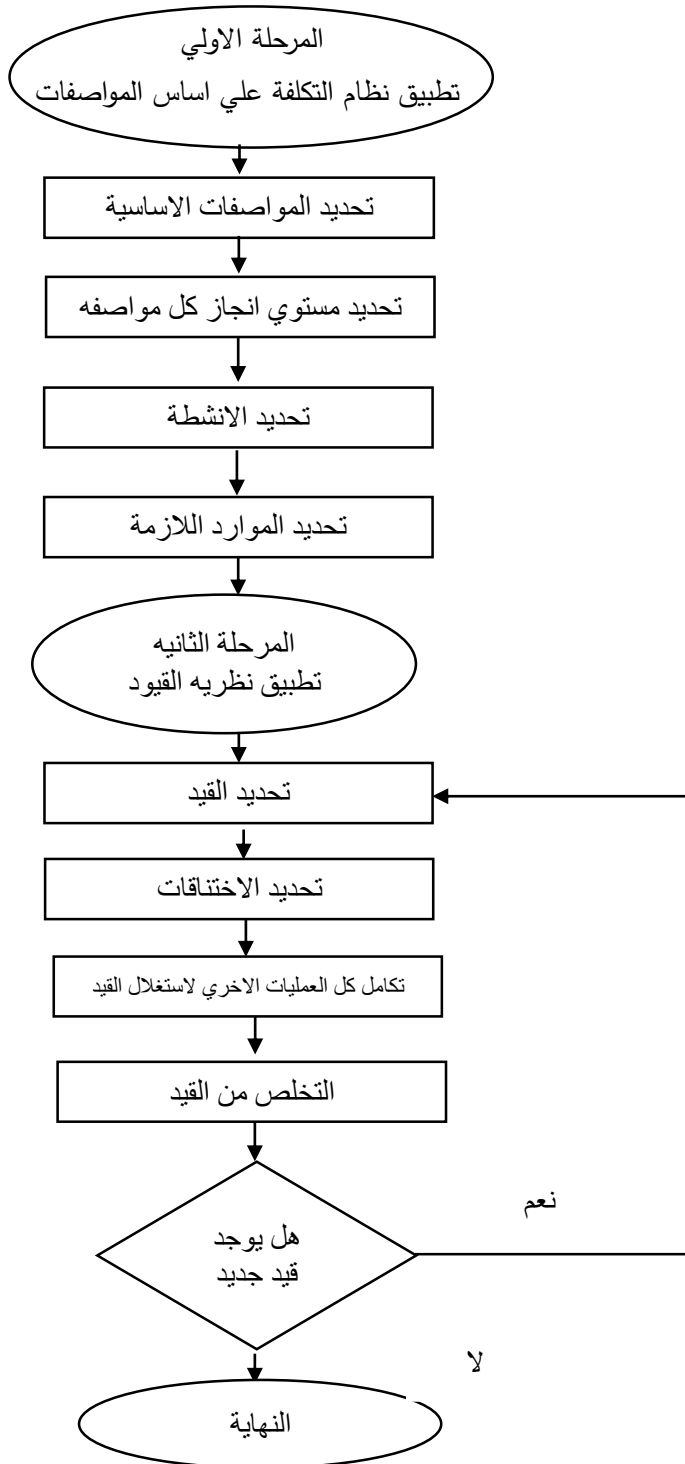 المرحلة الاولي
تطبيق نظام التكلفة علي اساس المواصفات
تحديد المواصفات الاساسية
تحديد مستوي انجاز كل مواصفه
تحديد الانشطة
تحديد الموارد اللازمة
المرحلة الثانيه
تطبيق نظريه القيود
تحديد القيد
تحديد الاختناقات
تكامل كل العمليات الاخري لاستغلال القيد
التخلص من القيد
هل يوجد
قيد جديد
نعم
لا
النهاية